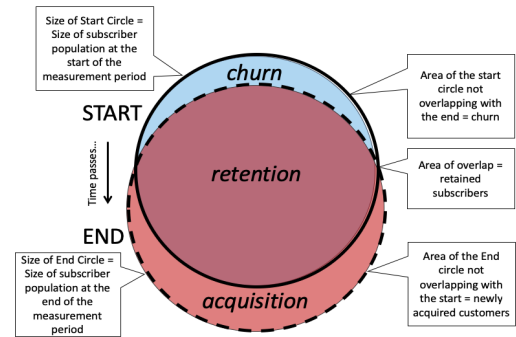 Size of Start Circle =
Size of subscriber
population at the
start of the
measurement period
churn
Area of the start
circle not
overlapping with
the end = churn
START
Time passes...
retention
Area of overlap =
retained
subscribers
END
Size of End Circle =
Size of subscriber
population at the
end of the
measurement
period
acquisition
Area of the End
circle not
overlapping with
the start = newly
acquired customers